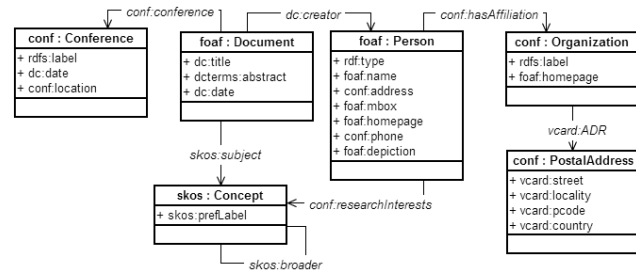 conf:conference
dc:creator
conf:hasAffiliation
conf : Conference
+ rdfs:label
+ dc:date
+ conf:location
foaf : Document
+ dc:title
+ dcterms:abstract
+ dc:date
foaf : Person
+ rdf:type
+ foaf:name
+ conf:address
+ foaf:mbox
+ foaf:homepage
+ conf:phone
+ foaf:depiction
conf : Organization
+ rdfs:label
+ foaf:homepage
vcard:ADR
skos:subject
conf : PostalAddress
+ vcard:street
+ vcard:locality
+ vcard:pcode
+ vcard:country
skos : Concept
+ skos:prefLabel
conf:researchInterests
skos:broader